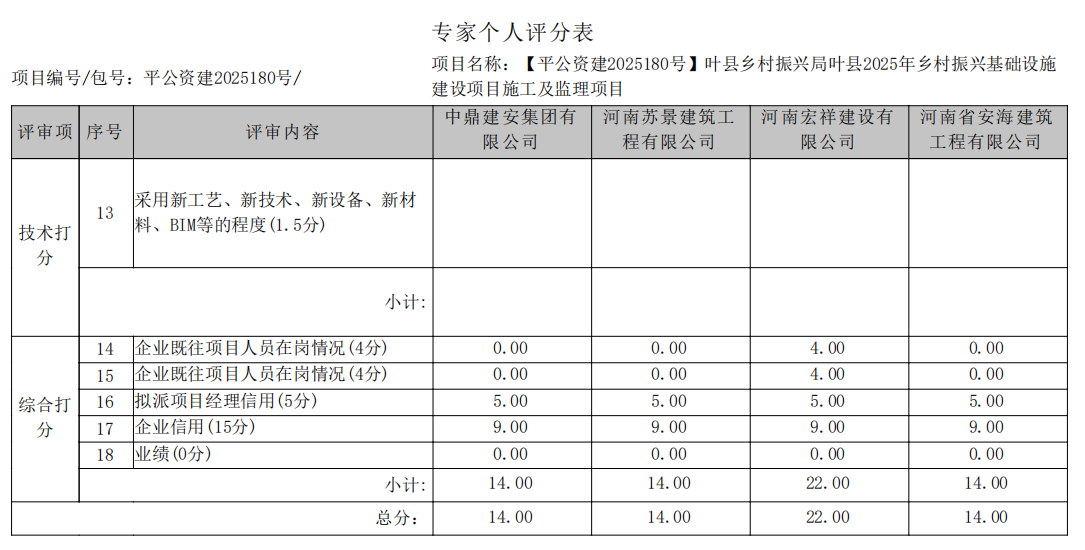 专家个人评分表
项目编号/包号：平公资建2025180号/
项目名称：【平公资建2025180号】叶县乡村振兴局叶县2025年乡村振兴基础设施
建设项目施工及监理项目
评审项 序号 评审内容 中鼎建安集团有限公司 河南苏景建筑工程有限公司 河南宏祥建设有限公司 河南省安海建筑工程有限公司
技术打分
13 采用新工艺、新技术、新设备、新材
料、BIM等的程度(1.5分)
小计:
综合打分
14 企业既往项目人员在岗情况(4分) 0.00 0.00 4.00 0.00
15 企业既往项目人员在岗情况(4分) 0.00 0.00 4.00 0.00
16 拟派项目经理信用(5分) 5.00 5.00 5.00 5.00
17 企业信用(15分) 9.00 9.00 9.00 9.00
18 业绩(0分) 0.00 0.00 0.00 0.00
小计: 14.00 14.00 22.00 14.00
总分: 14.00 14.00 22.00 14.00